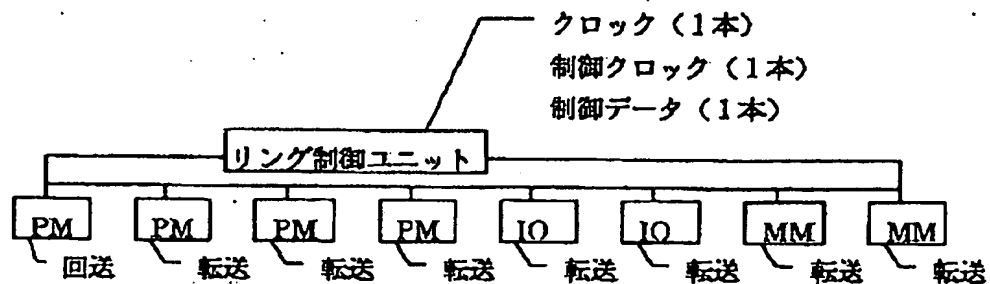 クロック（1本）
制御クロック（1本）
制御データ（1本）
リング制御ユニット
PM PM PM PM IO IO MM MM
回送 転送 転送 転送 転送 転送 転送 転送